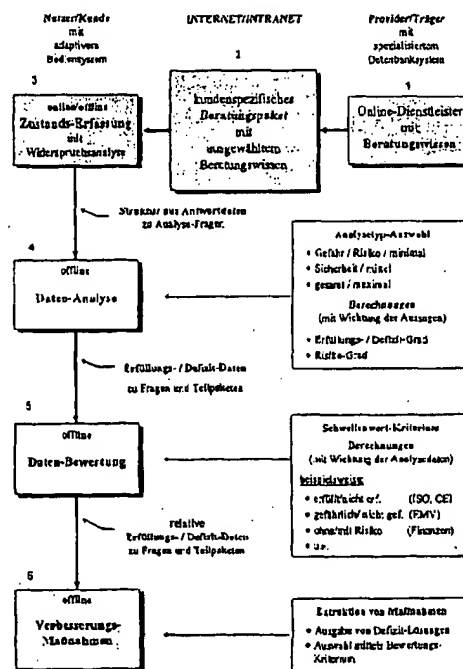 Nutzer/Kunde
mit
adaptivem
Bediensystem
INTERNET/INTRANET
Provider/Träger
mit
spezialisiertem
Datenbanksystem
3
online/offline
Zustands-Erfassung
mit
Widerspruchsanalyse
2
kundenspezifisches
Beratungspaket
mit
ausgewähltem
Beratungswissen
1
Online-Dienstleister
mit
Beratungswissen
Struktur aus Antwortdaten
zu Analyse-Fragen
4
offline
Daten-Analyse
Analysetyp-Auswahl
• Gefahr / Risiko / minimal
• Sicherheit / mittel
• gesamt / maximal
Berechnungen
(mit Wichtung der Aussagen)
• Erfüllungs- / Defizit-Grad
• Risiko-Grad
Erfüllungs- / Defizit-Daten
zu Fragen und Teilpaketen
5
offline
Daten-Bewertung
Schwellenwert-Kriterien
Berechnungen
(mit Wichtung der Analysedaten)
beispielsweise:
• erfüllt/nicht erf. (ISO, CE)
• gefährlich/nicht gef. (EMV)
• ohne/mit Risiko (Finanzen)
• u.a.
relative
Erfüllungs- / Defizit-Daten
zu Fragen und Teilpaketen
6
offline
Verbesserungs-
Maßnahmen
Extraktion von Maßnahmen
• Ausgabe von Defizit-Lösungen
• Auswahl mittels Bewertungs-
Kriterium